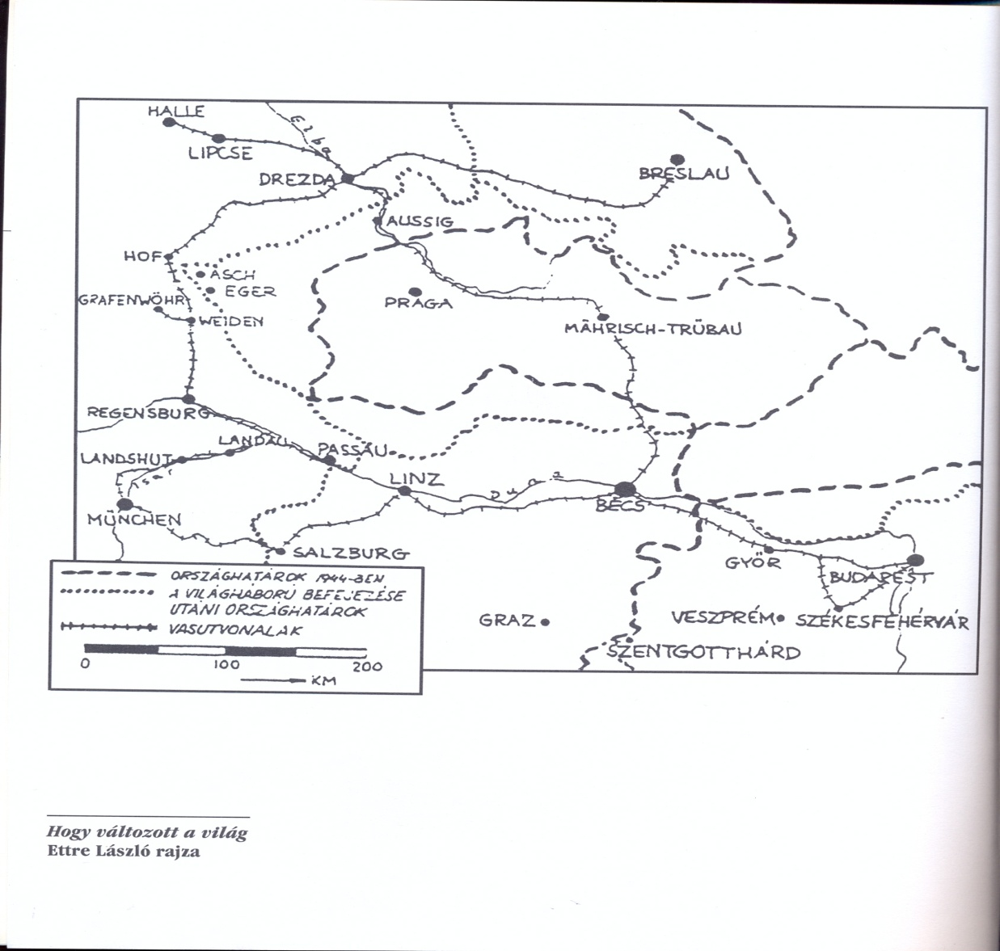 HALLE
LIPCSE
Elba
DREZDA
BRESLAU
AUSSIG
HOF
ASCH
EGER
GRAFENWÖHR
WEIDEN
PRÁGA
MÄHRISCH-TRÜBAU
REGENSBURG
LANDAU
LANDSHUT
PASSAU
Isar
LINZ
Duna
BÉCS
MÜNCHEN
SALZBURG
GYŐR
BUDAPEST
GRAZ
VESZPRÉM
SZÉKESFEHÉRVÁR
SZENTGOTTHÁRD
ORSZÁGHATÁROK 1944-BEN
A VILÁGHÁBORÚ BEFEJEZÉSE
UTÁNI ORSZÁGHATÁROK
VASUTVONALAK
0 100 200
KM
Hogy változott a világ
Ettre László rajza